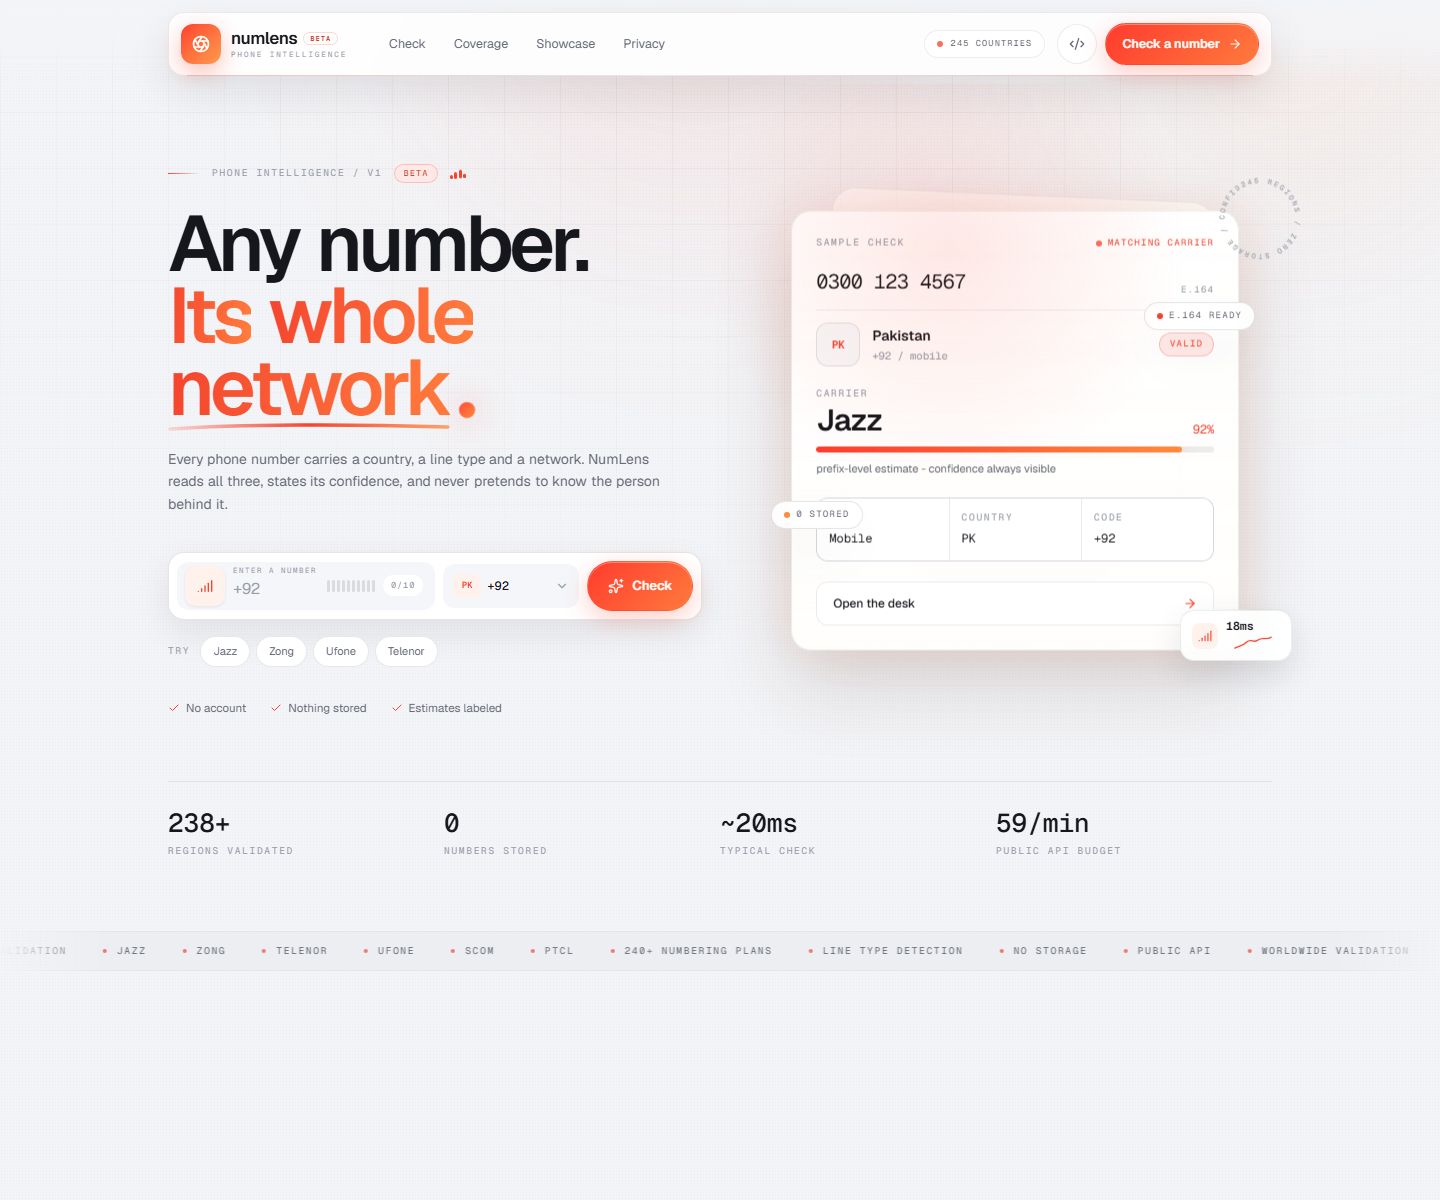 numlens BETA
PHONE INTELLIGENCE
Check
Coverage
Showcase
Privacy
245 COUNTRIES
Check a number
PHONE INTELLIGENCE / V1 BETA
Any number.
Its whole
network.
Every phone number carries a country, a line type and a network. NumLens
reads all three, states its confidence, and never pretends to know the person
behind it.
ENTER A NUMBER
+92
0/10
PK +92
Check
TRY
Jazz
Zong
Ufone
Telenor
No account
Nothing stored
Estimates labeled
SAMPLE CHECK
MATCHING CARRIER
245 REGIONS / ZERO STORAGE /
0300 123 4567
E.164
E.164 READY
PK
Pakistan
+92 / mobile
VALID
CARRIER
Jazz
92%
prefix-level estimate - confidence always visible
0 STORED
Mobile
COUNTRY
PK
CODE
+92
Open the desk
18ms
238+
REGIONS VALIDATED
0
NUMBERS STORED
~20ms
TYPICAL CHECK
59/min
PUBLIC API BUDGET
JAZZ
ZONG
TELENOR
UFONE
SCOM
PTCL
240+ NUMBERING PLANS
LINE TYPE DETECTION
NO STORAGE
PUBLIC API
WORLDWIDE VALIDATION